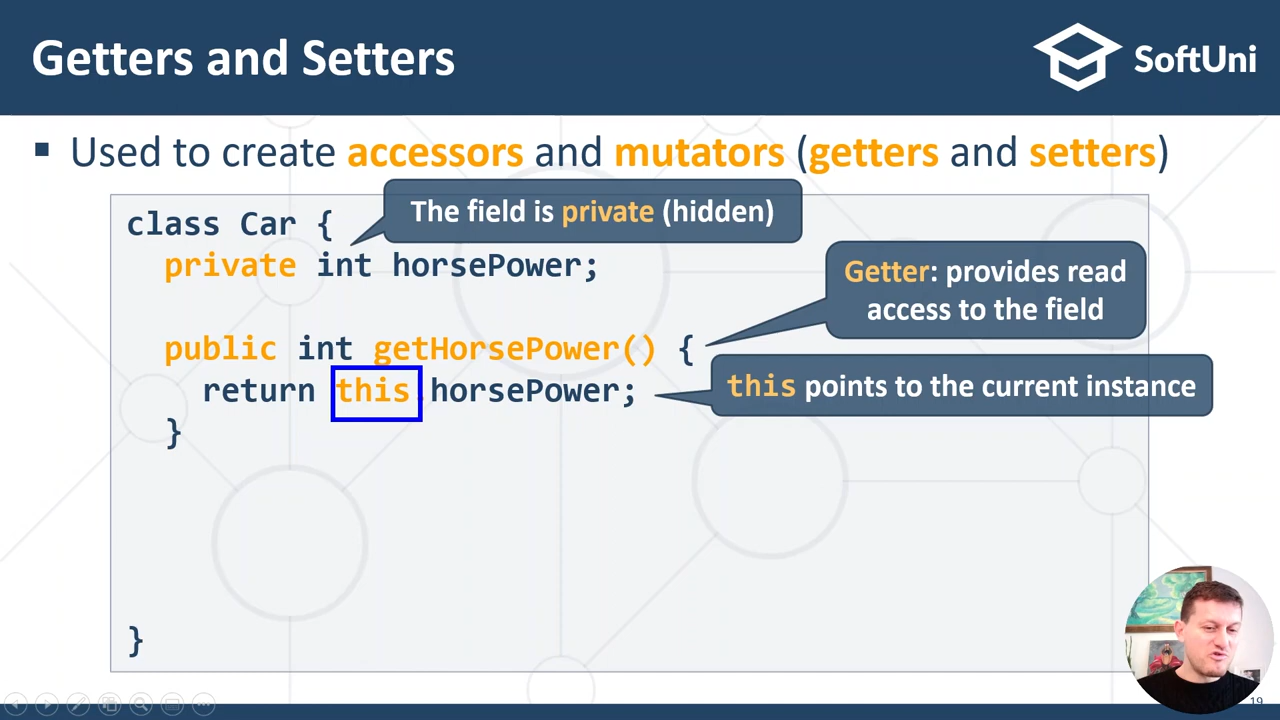 Getters and Setters
SoftUni
▪ Used to create accessors and mutators (getters and setters)
class Car {
The field is private (hidden)
private int horsePower;
Getter: provides read
access to the field
public int getHorsePower() {
return this.horsePower;
this points to the current instance
}
}
19